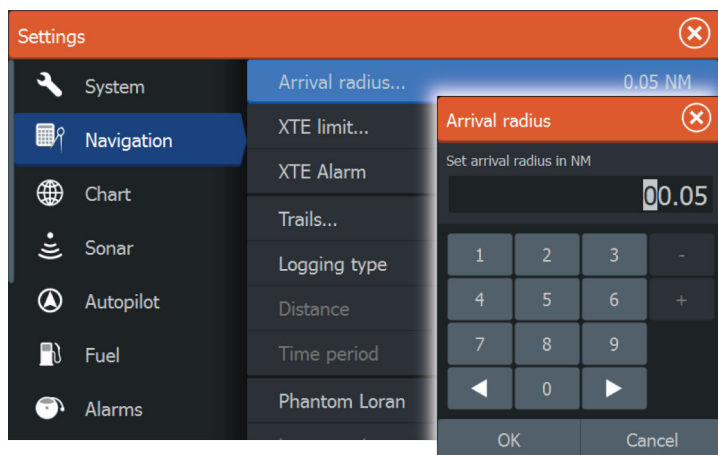 Settings
System
Navigation
Chart
Sonar
Autopilot
Fuel
Alarms
Arrival radius... 0.05 NM
XTE limit...
XTE Alarm
Trails...
Logging type
Distance
Time period
Phantom Loran
Arrival radius
Set arrival radius in NM
00.05
1 2 3 -
4 5 6 +
7 8 9
0
OK Cancel